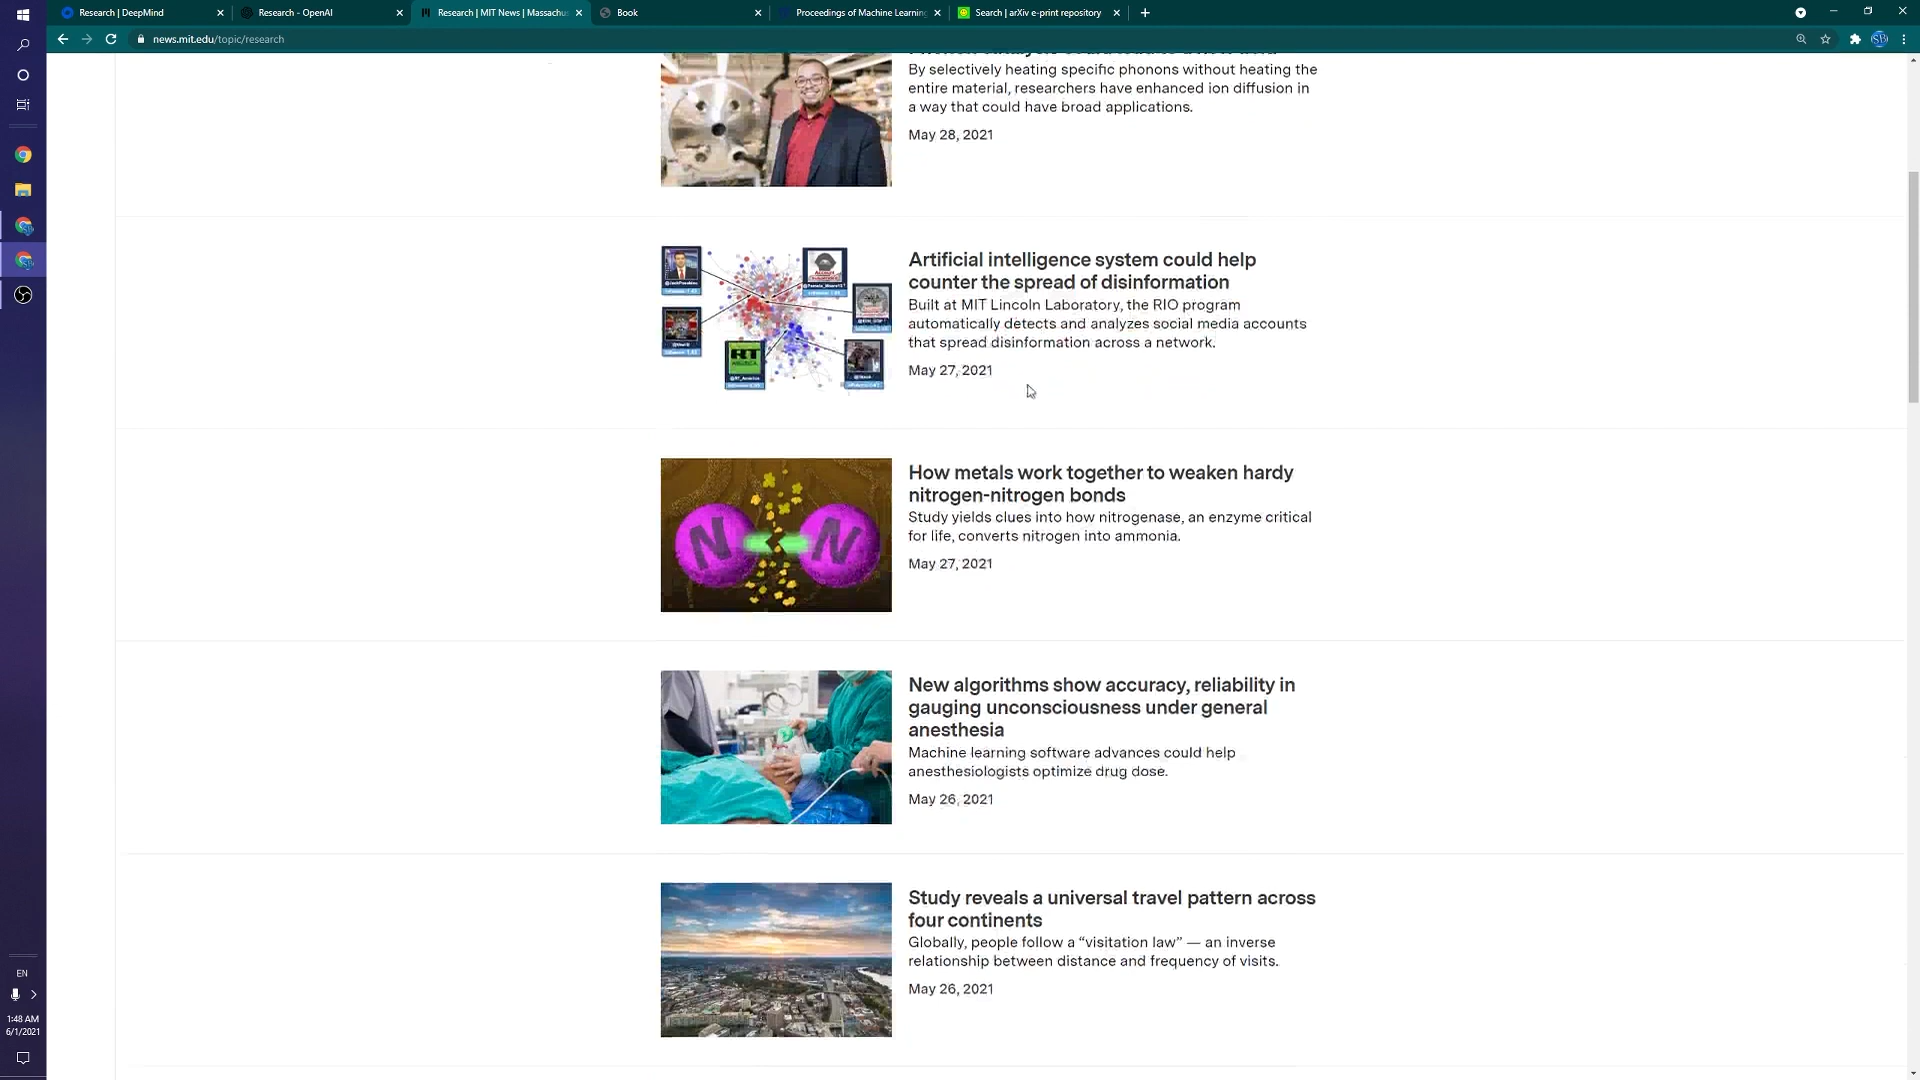 Research | DeepMind
Research - OpenAI
Research | MIT News | Massachus
Book
Proceedings of Machine Learning
Search | arXiv e-print repository
news.mit.edu/topic/research
By selectively heating specific phonons without heating the
entire material, researchers have enhanced ion diffusion in
a way that could have broad applications.
May 28, 2021
Artificial intelligence system could help
counter the spread of disinformation
Built at MIT Lincoln Laboratory, the RIO program
automatically detects and analyzes social media accounts
that spread disinformation across a network.
May 27, 2021
RT
How metals work together to weaken hardy
nitrogen-nitrogen bonds
Study yields clues into how nitrogenase, an enzyme critical
for life, converts nitrogen into ammonia.
May 27, 2021
N N
New algorithms show accuracy, reliability in
gauging unconsciousness under general
anesthesia
Machine learning software advances could help
anesthesiologists optimize drug dose.
May 26, 2021
Study reveals a universal travel pattern across
four continents
Globally, people follow a “visitation law” — an inverse
relationship between distance and frequency of visits.
May 26, 2021
EN
1:48 AM
6/1/2021